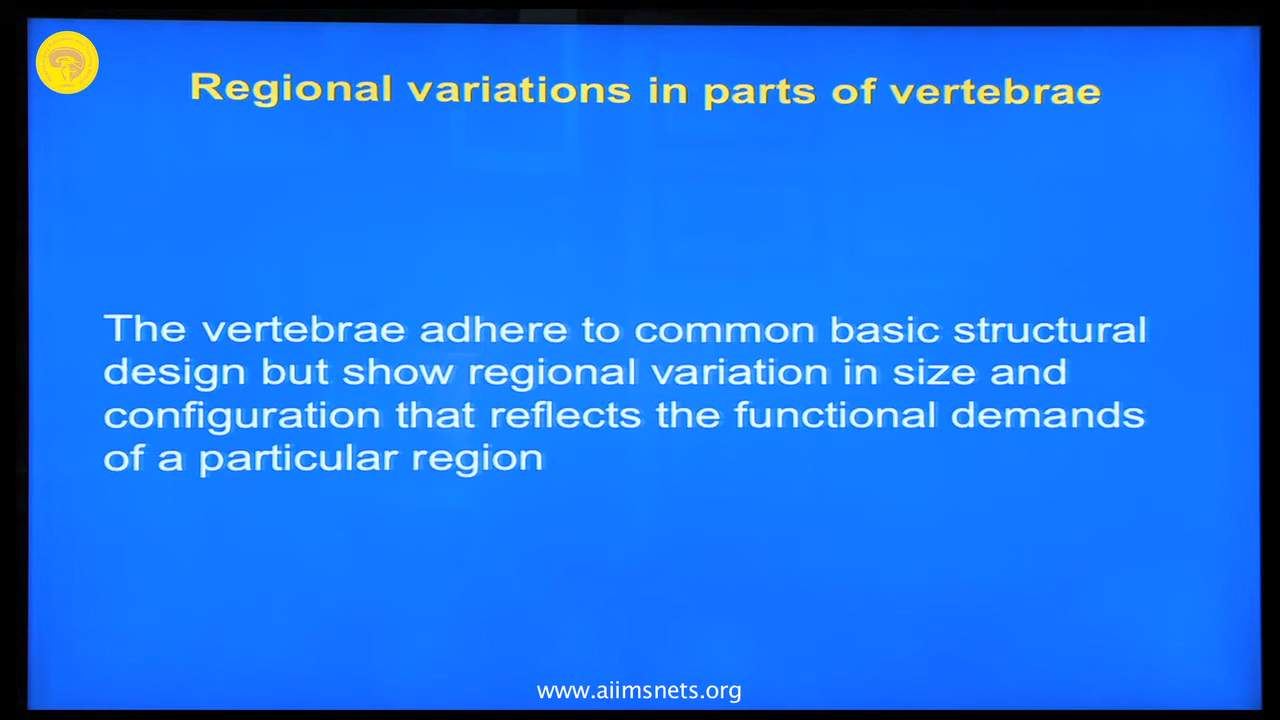 Regional variations in parts of vertebrae
The vertebrae adhere to common basic structural
design but show regional variation in size and
configuration that reflects the functional demands
of a particular region
www.aiimsnets.org